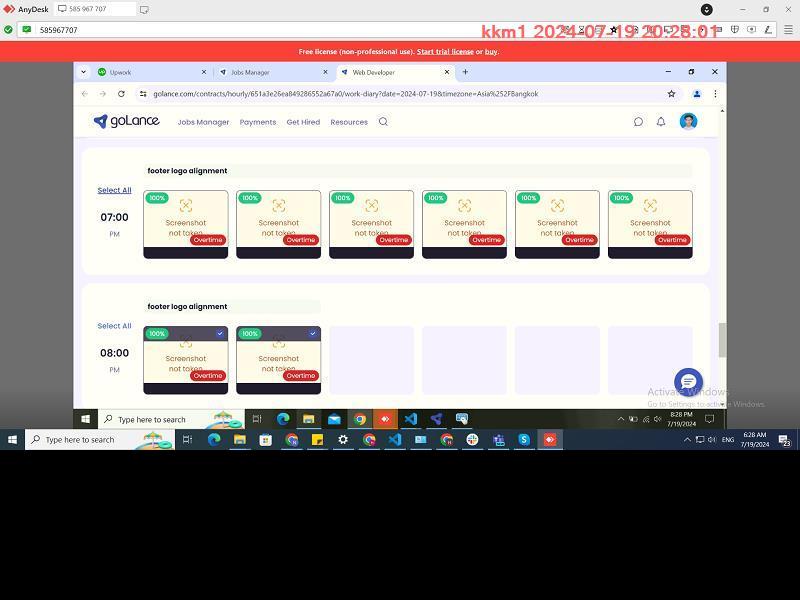 AnyDesk
585 967 707
585967707
kkm1 2024-07-19 20:28:01
Free license (non-professional use). Start trial license or buy.
Upwork
Jobs Manager
Web Developer
golance.com/contracts/hourly/651a3e26ea849286552a67a0/work-diary?date=2024-07-19&timezone=Asia%252FBangkok
goLance
Jobs Manager Payments Get Hired Resources
footer logo alignment
Select All
07:00
PM
100% 100% 100% 100% 100% 100%
Screenshot Screenshot Screenshot Screenshot Screenshot Screenshot
not taken not taken not taken not taken not taken not taken
Overtime Overtime Overtime Overtime Overtime Overtime
footer logo alignment
Select All
08:00
PM
100% 100%
Screenshot Screenshot
not taken not taken
Overtime Overtime
Activate Windows
Go to Settings to activate Windows.
Type here to search
8:28 PM
7/19/2024
Type here to search
ENG
6:28 AM
7/19/2024
23